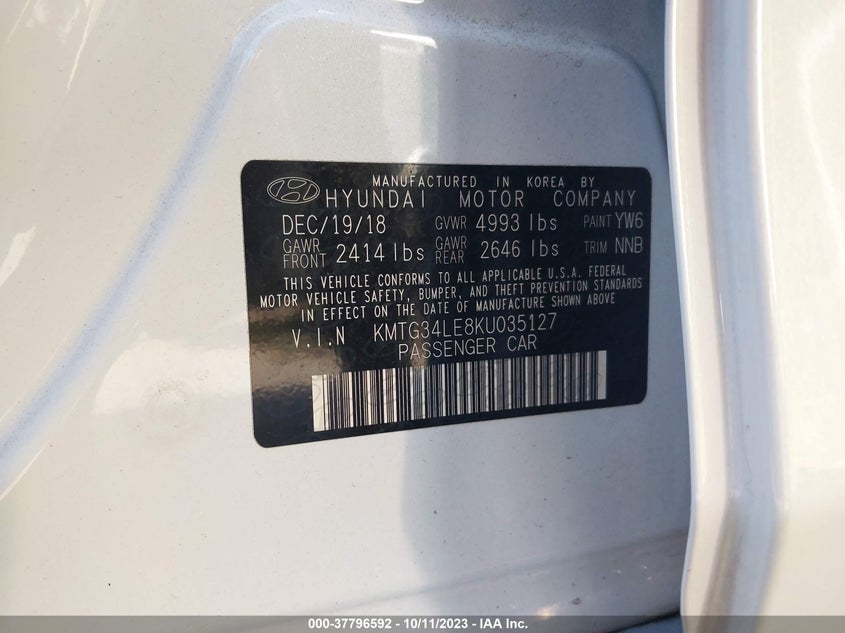 MANUFACTURED IN KOREA BY
HYUNDAI MOTOR COMPANY
DEC/19/18 GVWR 4993 lbs PAINT YW6
GAWR FRONT 2414 lbs GAWR REAR 2646 lbs TRIM NNB
THIS VEHICLE CONFORMS TO ALL APPLICABLE U.S.A. FEDERAL
MOTOR VEHICLE SAFETY, BUMPER, AND THEFT PREVENTION STANDARDS
IN EFFECT ON THE DATE OF MANUFACTURE SHOWN ABOVE
V.I.N KMTG34LE8KU035127
PASSENGER CAR
000-37796592 - 10/11/2023 - IAA Inc.